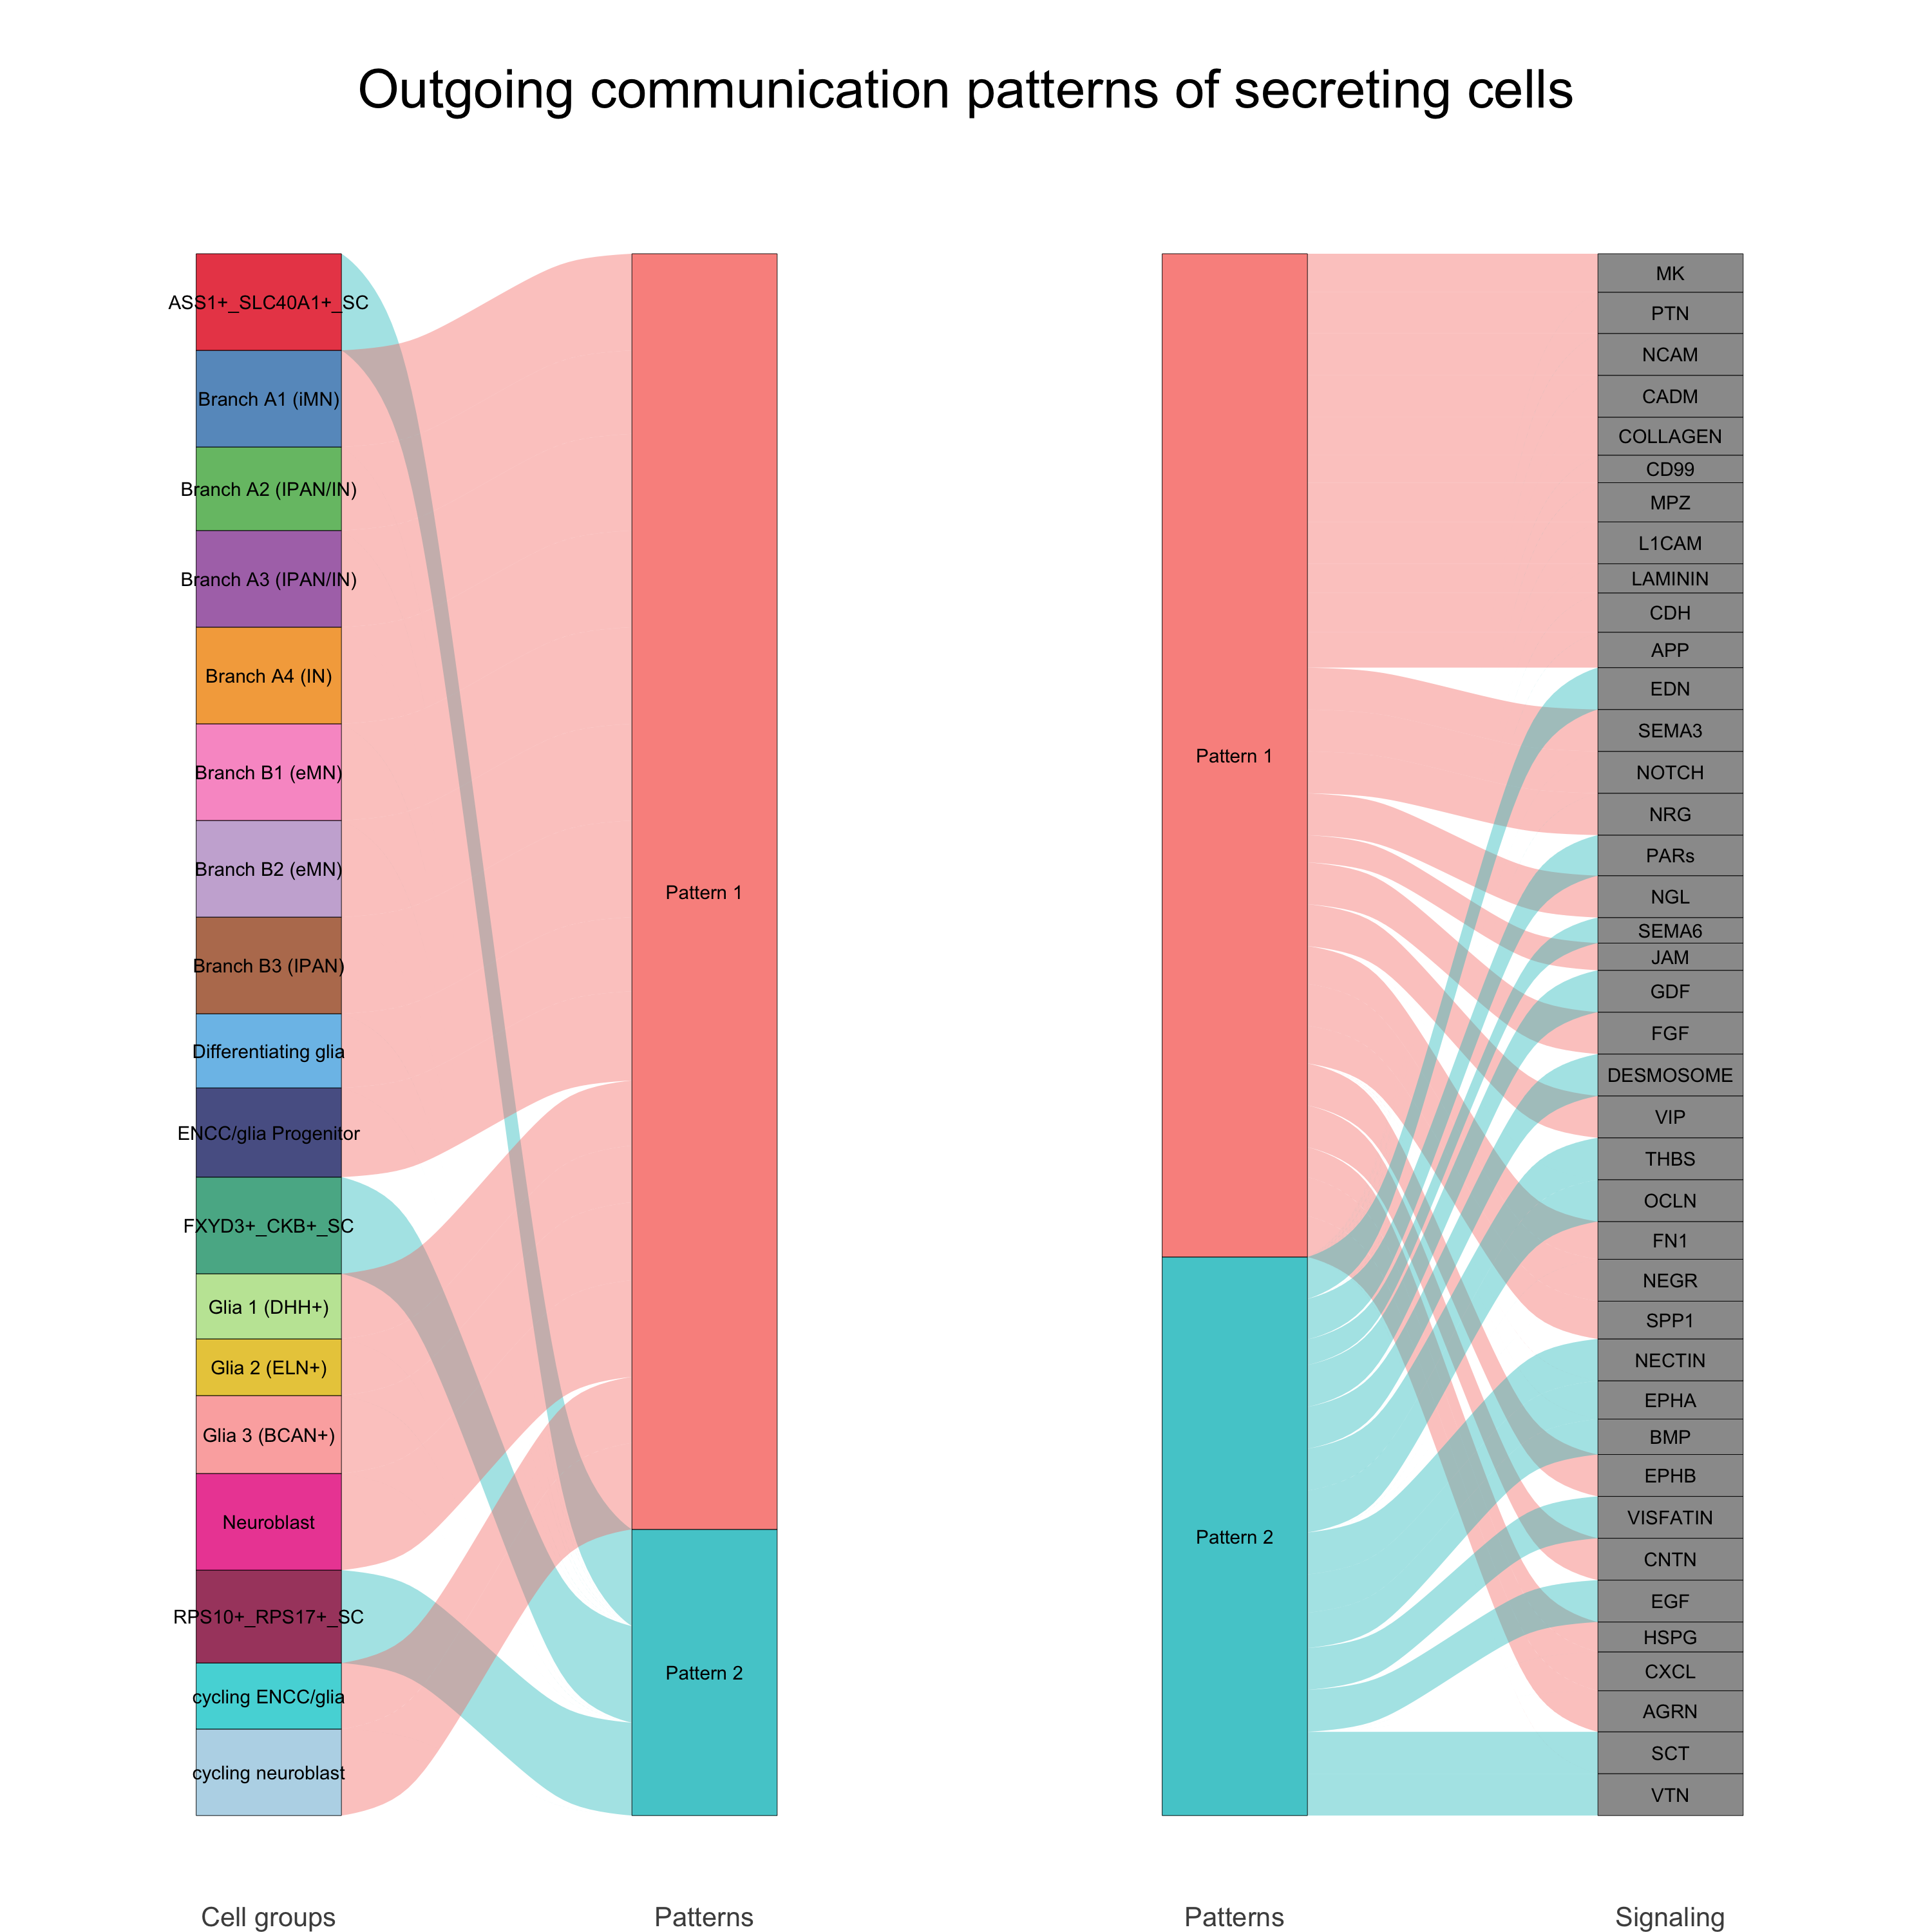 Outgoing communication patterns of secreting cells
ASS1+_SLC40A1+_SC
Branch A1 (iMN)
Branch A2 (IPAN/IN)
Branch A3 (IPAN/IN)
Branch A4 (IN)
Branch B1 (eMN)
Branch B2 (eMN)
Branch B3 (IPAN)
Differentiating glia
ENCC/glia Progenitor
FXYD3+_CKB+_SC
Glia 1 (DHH+)
Glia 2 (ELN+)
Glia 3 (BCAN+)
Neuroblast
RPS10+_RPS17+_SC
cycling ENCC/glia
cycling neuroblast
Cell groups
Pattern 1
Pattern 2
Patterns
Pattern 1
Pattern 2
Patterns
MK
PTN
NCAM
CADM
COLLAGEN
CD99
MPZ
L1CAM
LAMININ
CDH
APP
EDN
SEMA3
NOTCH
NRG
PARs
NGL
SEMA6
JAM
GDF
FGF
DESMOSOME
VIP
THBS
OCLN
FN1
NEGR
SPP1
NECTIN
EPHA
BMP
EPHB
VISFATIN
CNTN
EGF
HSPG
CXCL
AGRN
SCT
VTN
Signaling